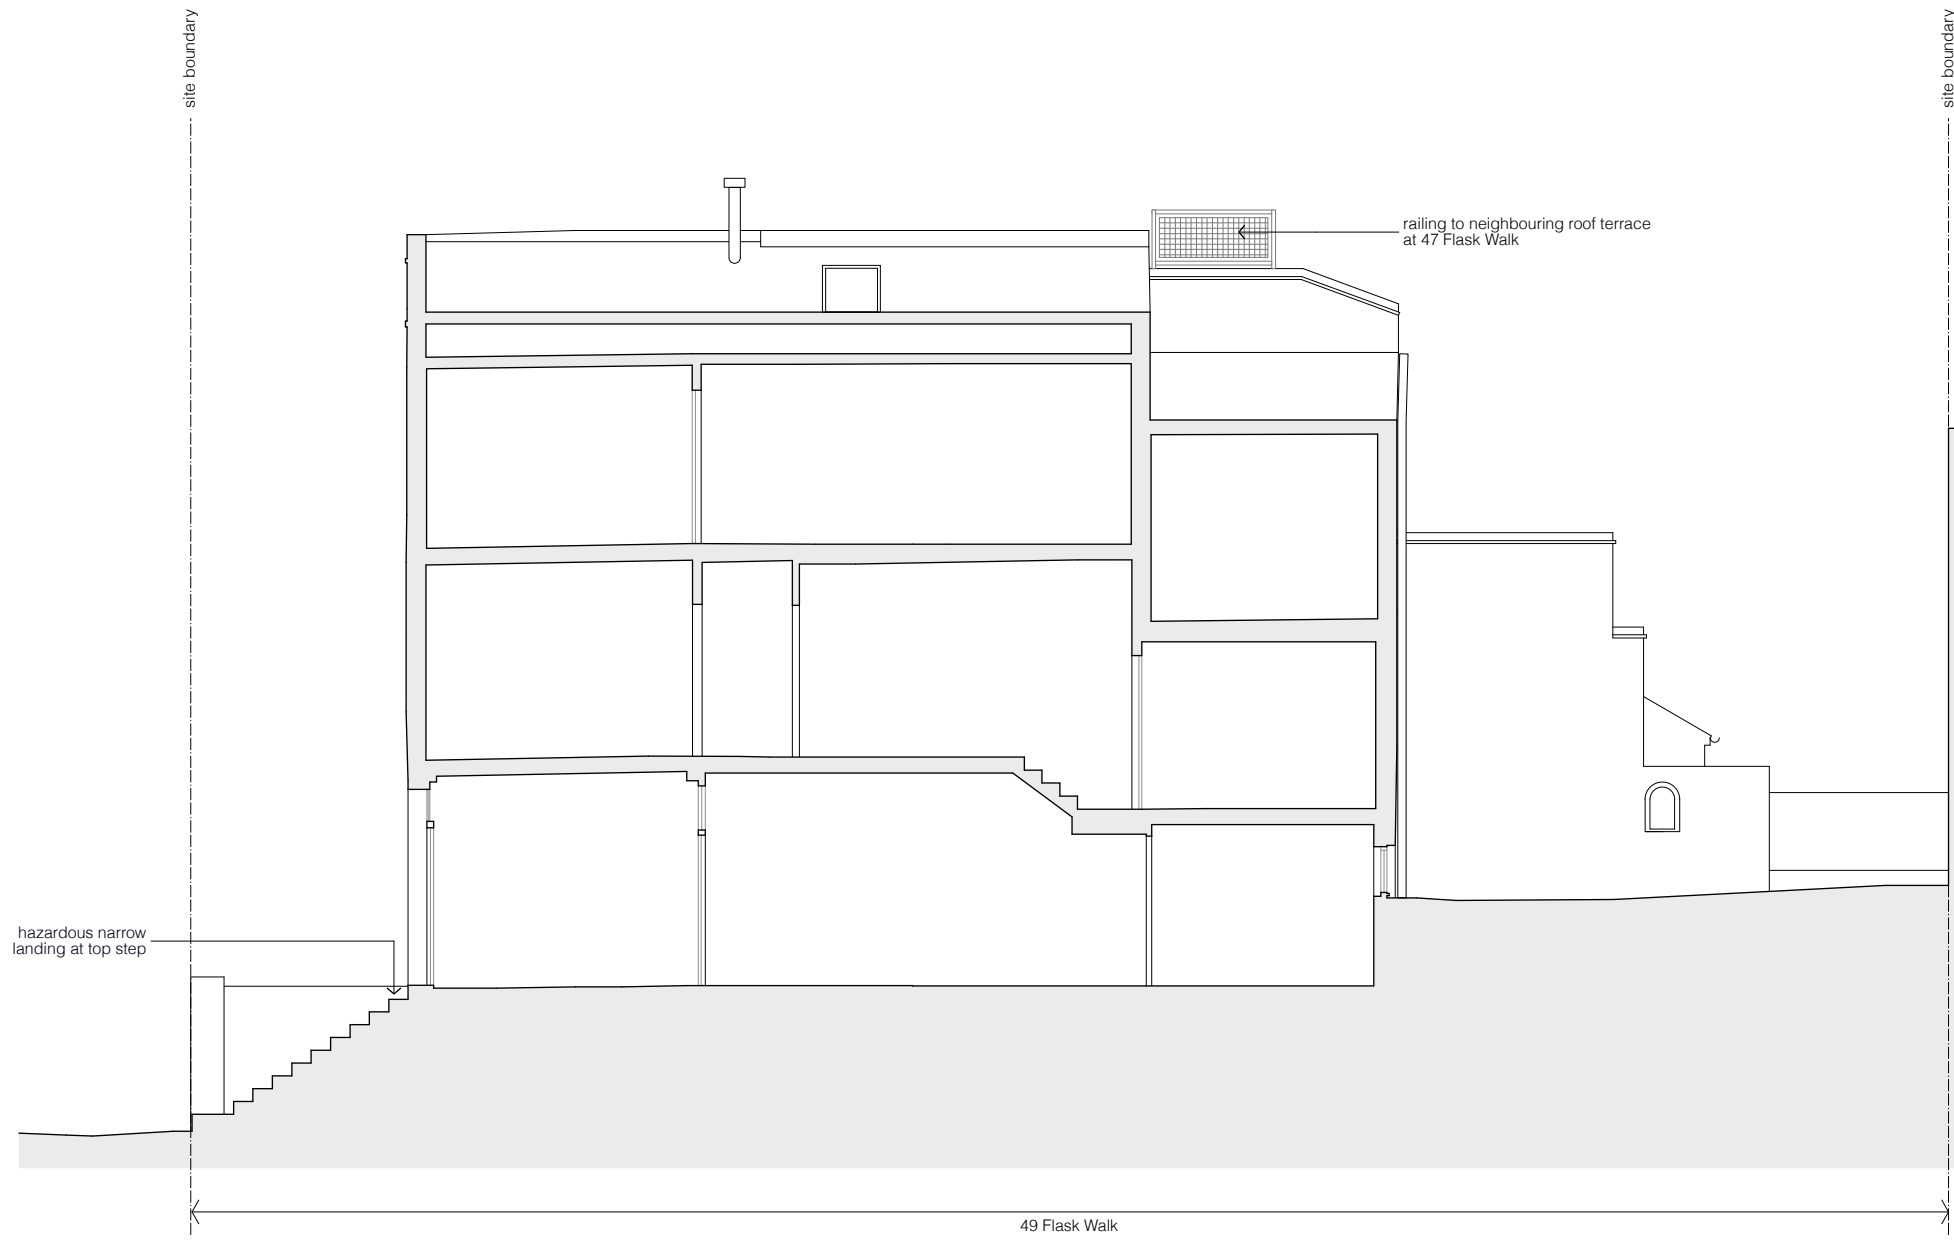 site boundary
site boundary
railing to neighbouring roof terrace
at 47 Flask Walk
hazardous narrow
landing at top step
49 Flask Walk